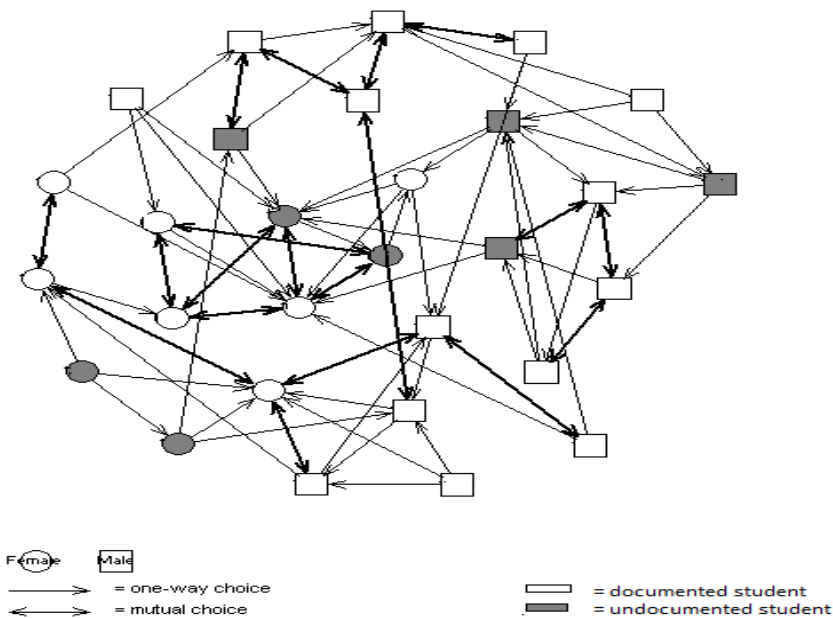 Female Male
= one-way choice
= mutual choice
= documented student
= undocumented student